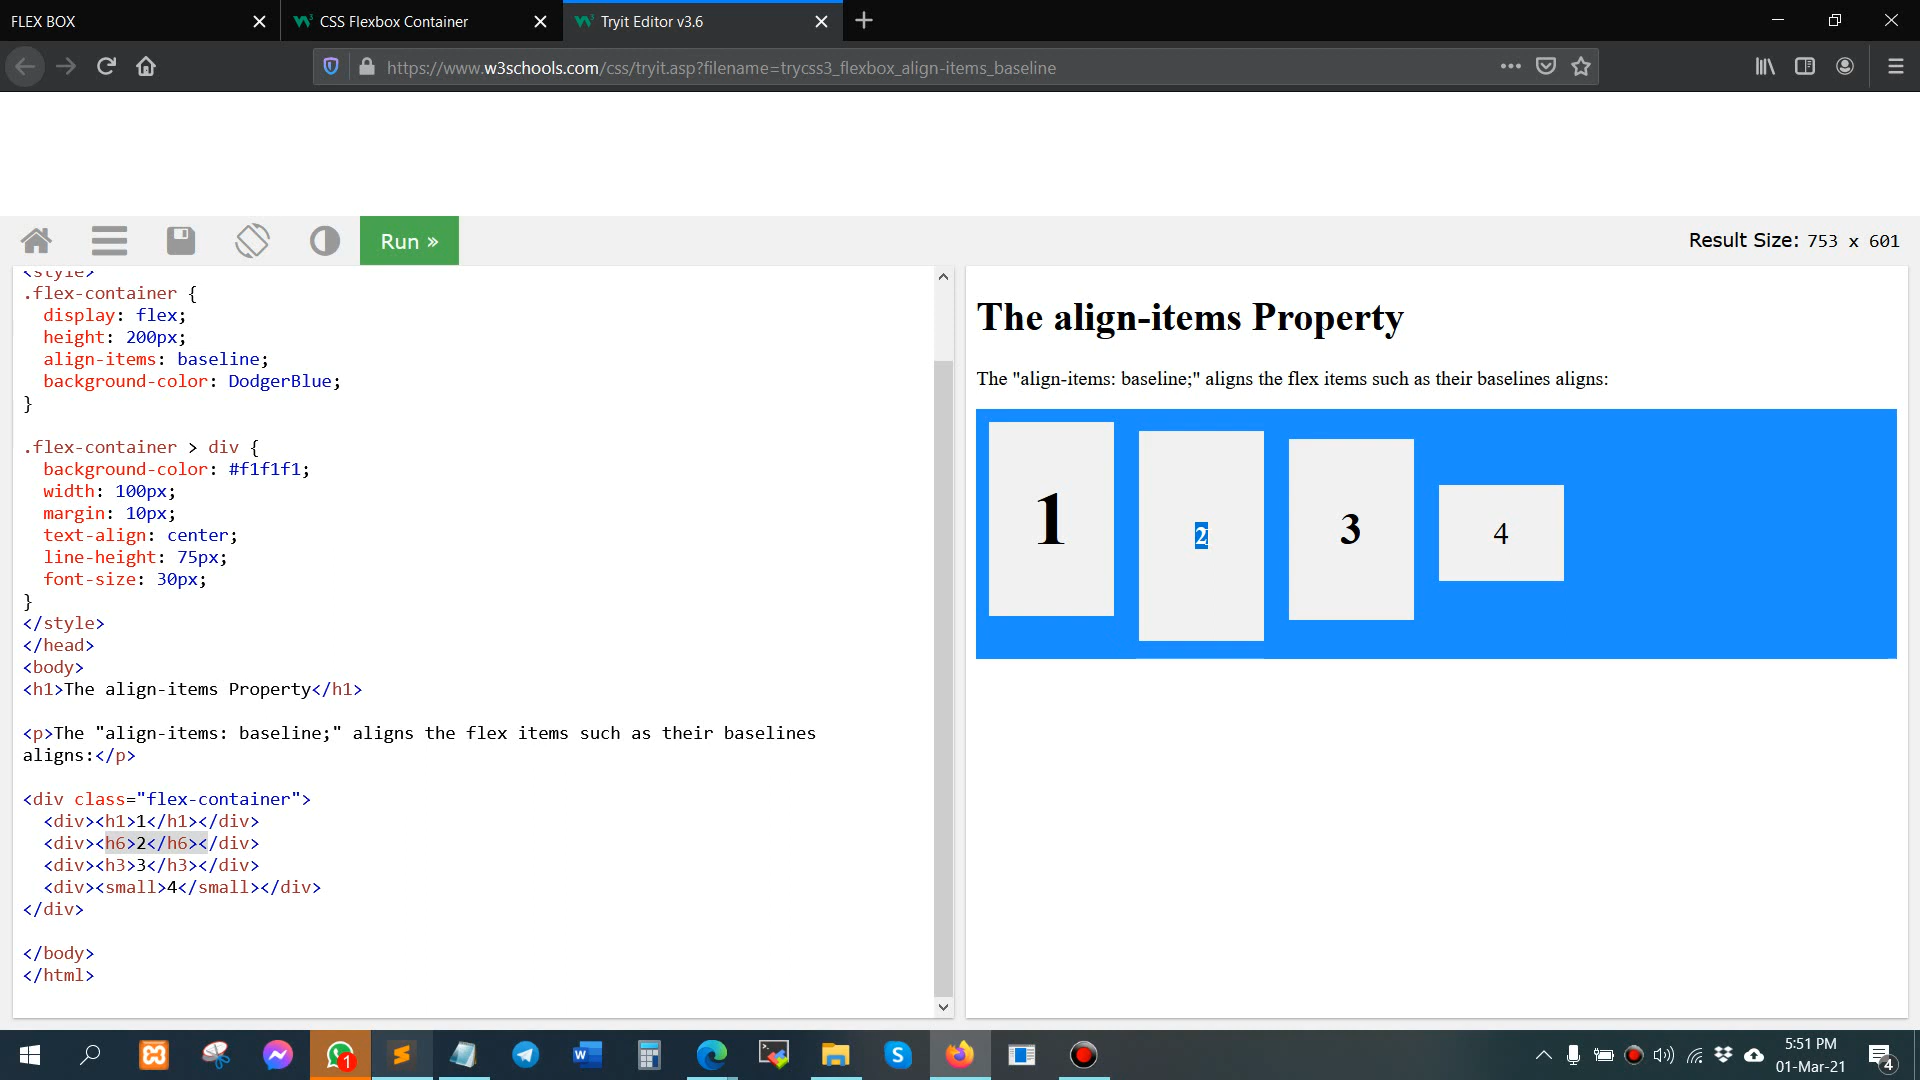 FLEX BOX
CSS Flexbox Container
Tryit Editor v3.6
https://www.w3schools.com/css/tryit.asp?filename=trycss3_flexbox_align-items_baseline
Run »
Result Size: 753 x 601
<style>
.flex-container {
  display: flex;
  height: 200px;
  align-items: baseline;
  background-color: DodgerBlue;
}
.flex-container > div {
  background-color: #f1f1f1;
  width: 100px;
  margin: 10px;
  text-align: center;
  line-height: 75px;
  font-size: 30px;
}
</style>
</head>
<body>
<h1>The align-items Property</h1>
<p>The "align-items: baseline;" aligns the flex items such as their baselines
aligns:</p>
<div class="flex-container">
  <div><h1>1</h1></div>
  <div><h6>2</h6></div>
  <div><h3>3</h3></div>
  <div><small>4</small></div>
</div>
</body>
</html>
The align-items Property
The "align-items: baseline;" aligns the flex items such as their baselines aligns:
1
2
3
4
1
5:51 PM
01-Mar-21
4